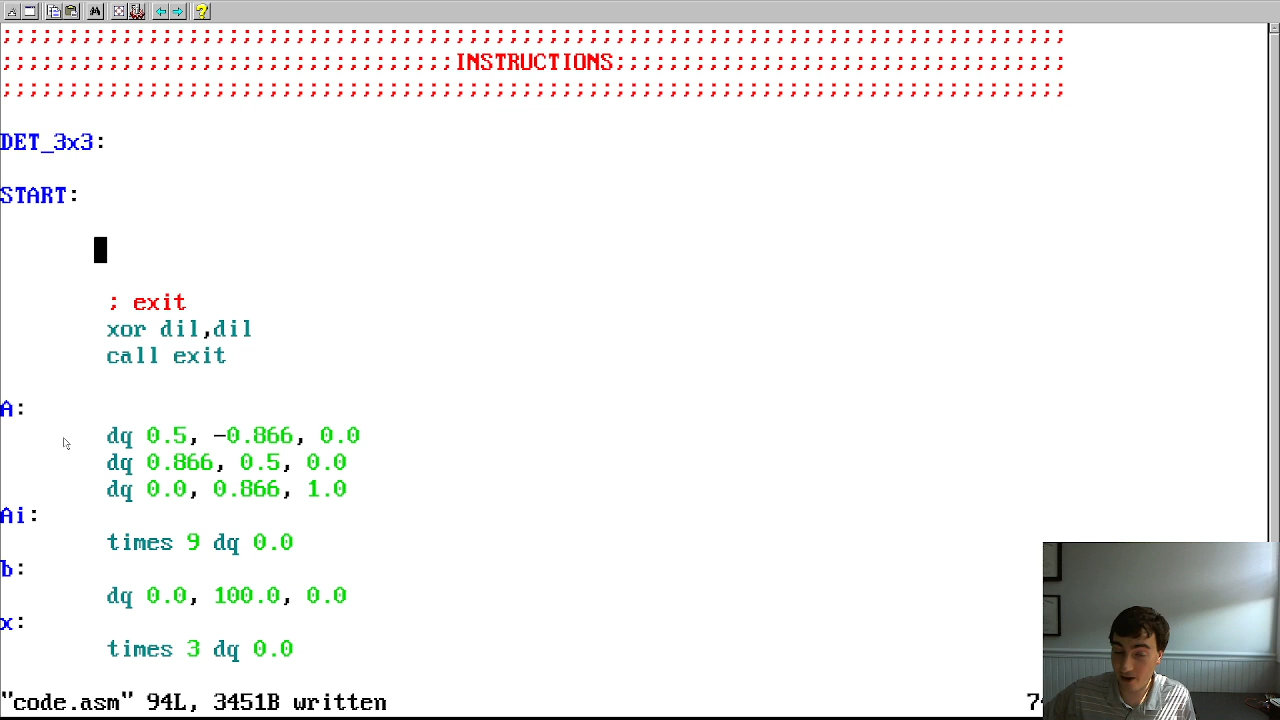 ;;;;;;;;;;;;;;;;;;;;;;;;;;;;;;;;;;;;;;;;;;;;;;;;;;;;;;;;;;;;;;;;;;;;;;;;;;;;;;;;
;;;;;;;;;;;;;;;;;;;;;;;;;;;;;;;;;;INSTRUCTIONS;;;;;;;;;;;;;;;;;;;;;;;;;;;;;;;;;;
;;;;;;;;;;;;;;;;;;;;;;;;;;;;;;;;;;;;;;;;;;;;;;;;;;;;;;;;;;;;;;;;;;;;;;;;;;;;;;;;
DET_3x3:
START:
; exit
xor dil,dil
call exit
A:
dq 0.5, -0.866, 0.0
dq 0.866, 0.5, 0.0
dq 0.0, 0.866, 1.0
Ai:
times 9 dq 0.0
b:
dq 0.0, 100.0, 0.0
x:
times 3 dq 0.0
"code.asm" 94L, 3451B written